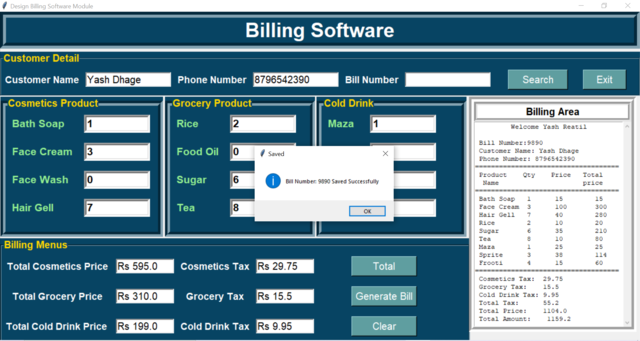 Design Billing Software Module
Billing Software
Customer Detail
Customer Name Yash Dhage Phone Number 8796542390 Bill Number Search Exit
Cosmetics Product
Bath Soap 1
Face Cream 3
Face Wash 0
Hair Gell 7
Grocery Product
Rice 2
Food Oil 0
Sugar 6
Tea 8
Cold Drink
Maza 1
Saved
Bill Number: 9890 Saved Successfully
OK
Billing Area
Welcome Yash Reatil
Bill Number:9890
Customer Name: Yash Dhage
Phone Number: 8796542390
Product Qty Price Total
Name price
Bath Soap 1 15 15
Face Cream 3 100 300
Hair Gell 7 40 280
Rice 2 10 20
Sugar 6 35 210
Tea 8 10 80
Maza 1 25 25
Sprite 3 38 114
Frooti 4 15 60
Cosmetics Tax: 29.75
Grocery Tax: 15.5
Cold Drink Tax: 9.95
Total Tax: 55.2
Total Price: 1104.0
Total Amount: 1159.2
Billing Menus
Total Cosmetics Price Rs 595.0 Cosmetics Tax Rs 29.75 Total
Total Grocery Price Rs 310.0 Grocery Tax Rs 15.5 Generate Bill
Total Cold Drink Price Rs 199.0 Cold Drink Tax Rs 9.95 Clear